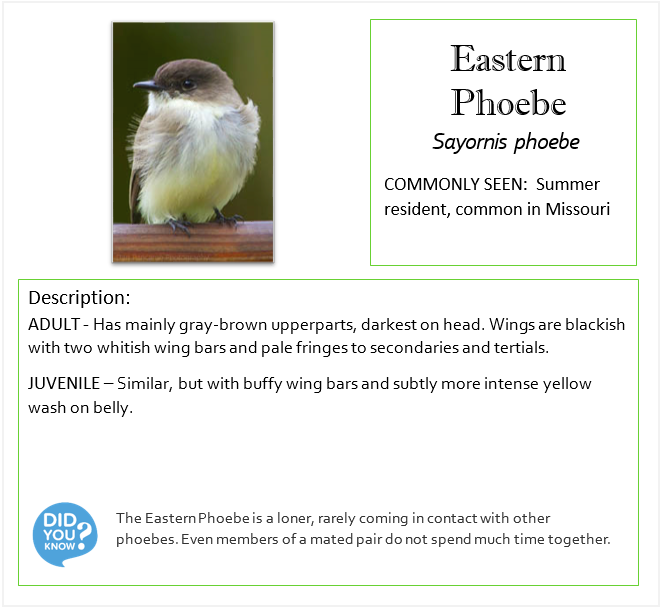 Eastern
Phoebe
Sayornis phoebe
COMMONLY SEEN: Summer
resident, common in Missouri
Description:
ADULT - Has mainly gray-brown upperparts, darkest on head. Wings are blackish
with two whitish wing bars and pale fringes to secondaries and tertials.
JUVENILE – Similar, but with buffy wing bars and subtly more intense yellow
wash on belly.
DID
YOU
KNOW?
The Eastern Phoebe is a loner, rarely coming in contact with other
phoebes. Even members of a mated pair do not spend much time together.